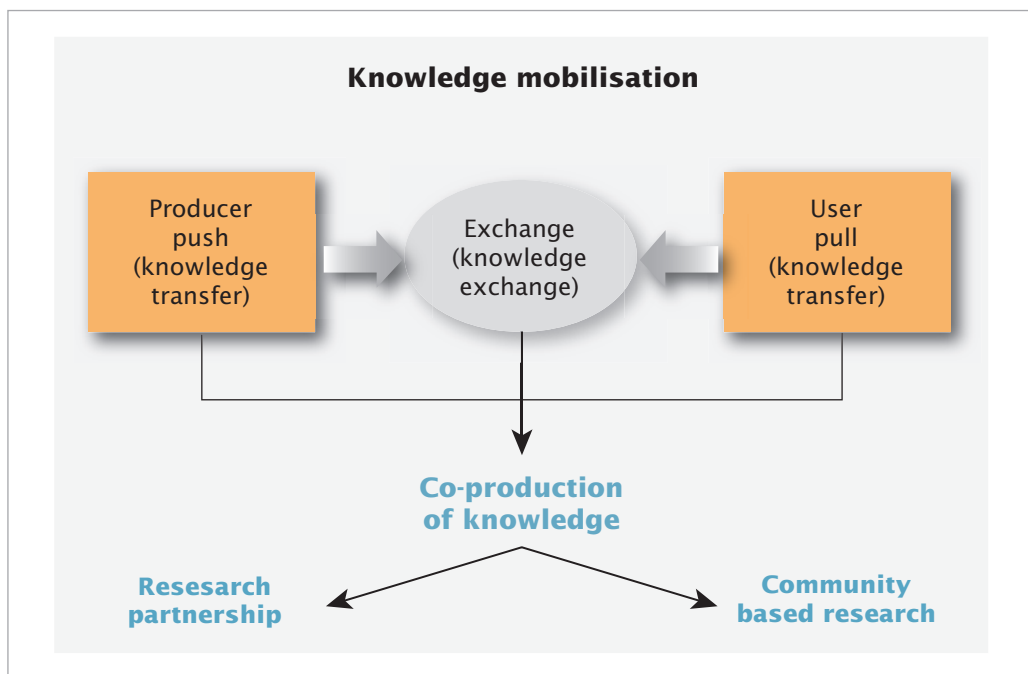 Knowledge mobilisation
Producer
push
(knowledge
transfer)
Exchange
(knowledge
exchange)
User
pull
(knowledge
transfer)
Co-production
of knowledge
Resesarch
partnership
Community
based research